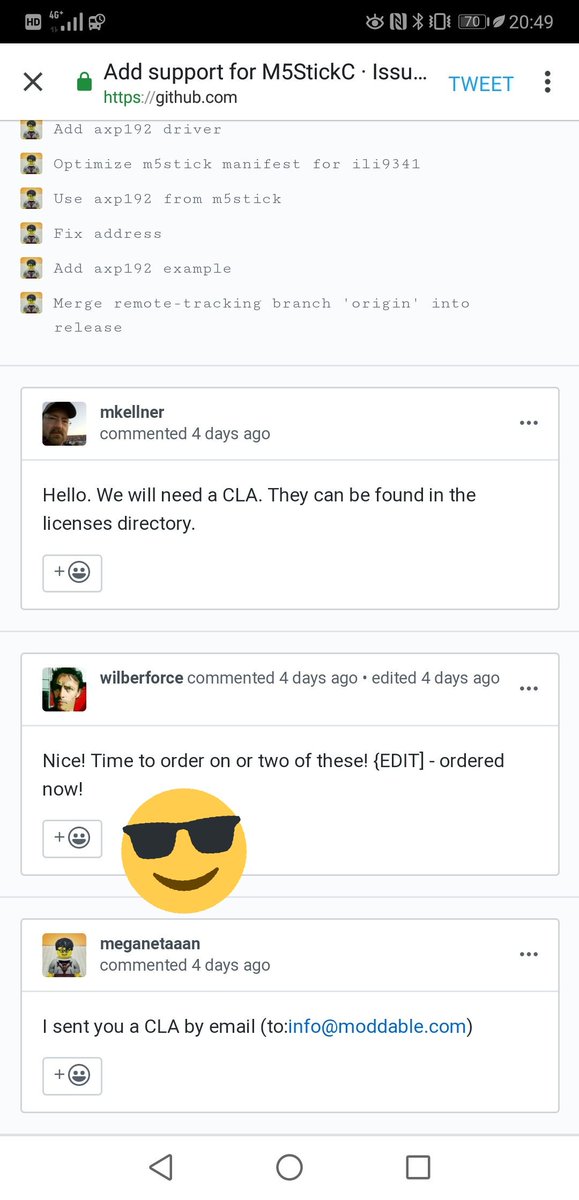 HD 4G+ 70 20:49
Add support for M5StickC · Issu...
TWEET
https://github.com
Add axp192 driver
Optimize m5stick manifest for ili9341
Use axp192 from m5stick
Fix address
Add axp192 example
Merge remote-tracking branch 'origin' into
release
mkellner
commented 4 days ago
Hello. We will need a CLA. They can be found in the
licenses directory.
+
wilberforce commented 4 days ago • edited 4 days ago
Nice! Time to order on or two of these! {EDIT] - ordered
now!
+
meganetaaan
commented 4 days ago
I sent you a CLA by email (to:info@moddable.com)
+